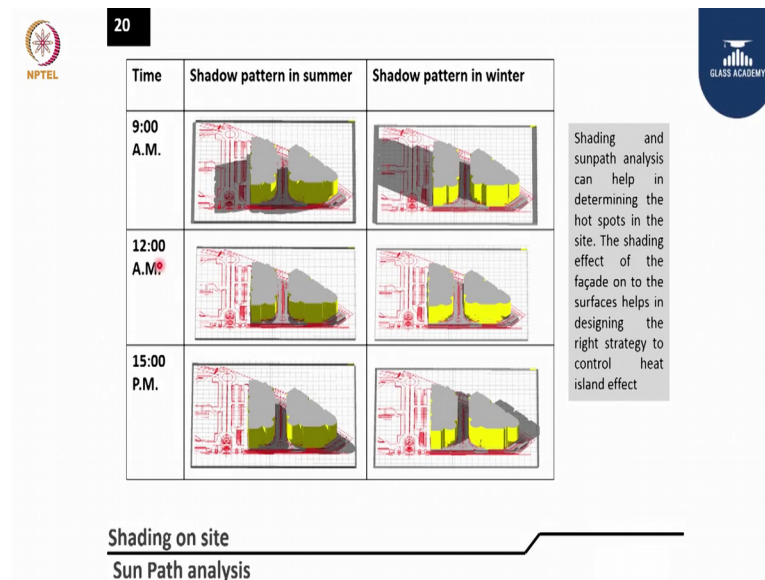 20
NPTEL
GLASS ACADEMY
Time
Shadow pattern in summer
Shadow pattern in winter
9:00
A.M.
12:00
A.M.
15:00
P.M.
Shading and
sunpath analysis
can help in
determining the
hot spots in the
site. The shading
effect of the
façade on to the
surfaces helps in
designing the
right strategy to
control heat
island effect
Shading on site
Sun Path analysis